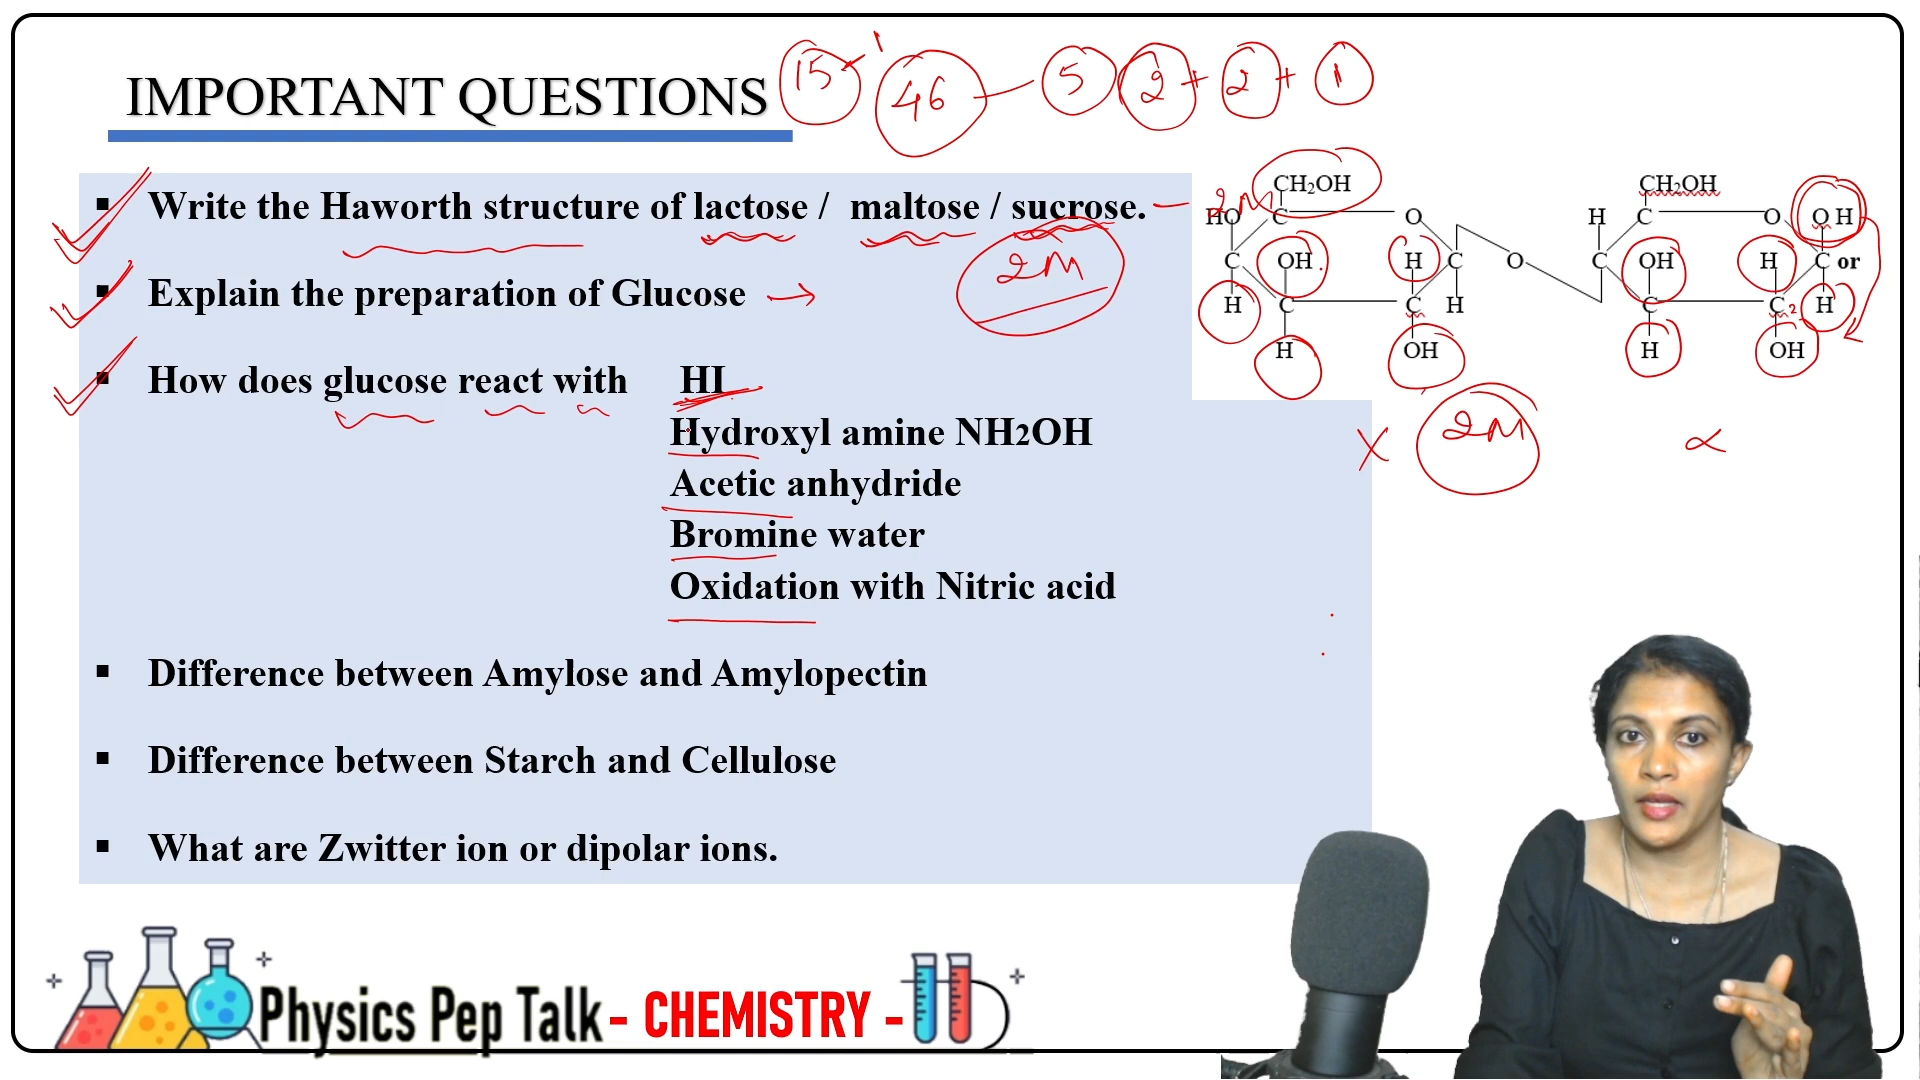 IMPORTANT QUESTIONS
15 1 46 5 2 + 2 + 1
▪ Write the Haworth structure of lactose / maltose / sucrose. 2M
2M
▪ Explain the preparation of Glucose →
▪ How does glucose react with HI
Hydroxyl amine NH2OH
Acetic anhydride
Bromine water
Oxidation with Nitric acid
▪ Difference between Amylose and Amylopectin
▪ Difference between Starch and Cellulose
▪ What are Zwitter ion or dipolar ions.
CH₂OH CH₂OH
HO C O H C O OH
C OH H C O C OH H C or
H C C H C C 2 H
H OH H OH
X 2M ∝
Physics Pep Talk - CHEMISTRY -